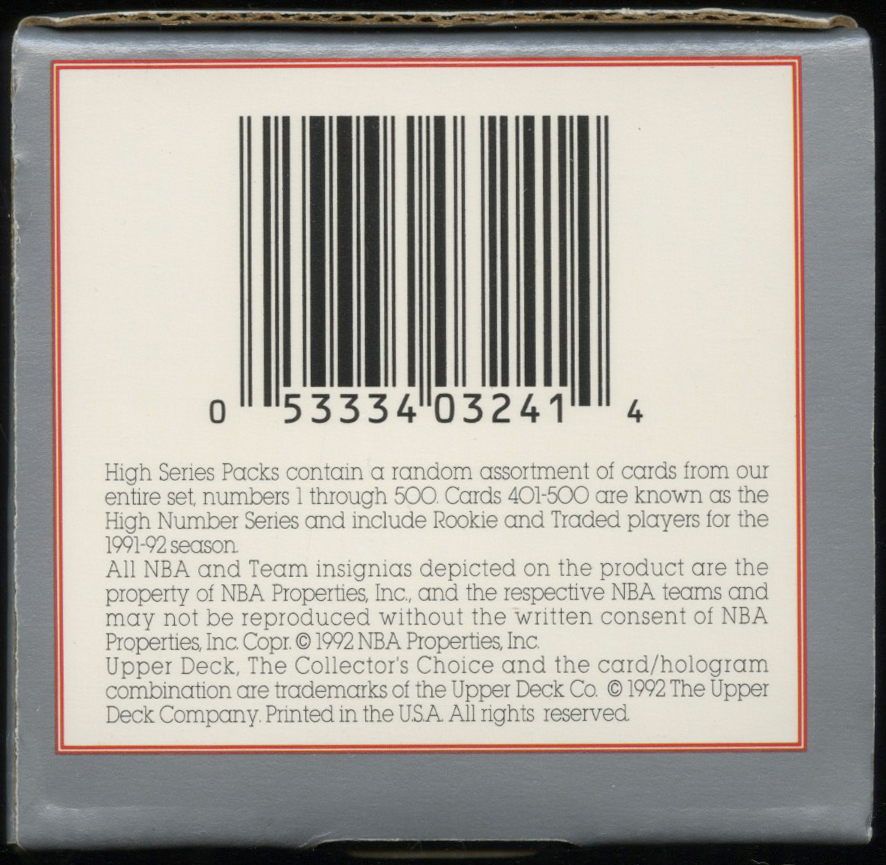 0 53334 03241 4
High Series Packs contain a random assortment of cards from our
entire set, numbers 1 through 500. Cards 401-500 are known as the
High Number Series and include Rookie and Traded players for the
1991-92 season.
All NBA and Team insignias depicted on the product are the
property of NBA Properties, Inc., and the respective NBA teams and
may not be reproduced without the written consent of NBA
Properties, Inc. Copr. © 1992 NBA Properties, Inc.
Upper Deck, The Collector's Choice and the card/hologram
combination are trademarks of the Upper Deck Co. © 1992 The Upper
Deck Company. Printed in the U.S.A. All rights reserved.